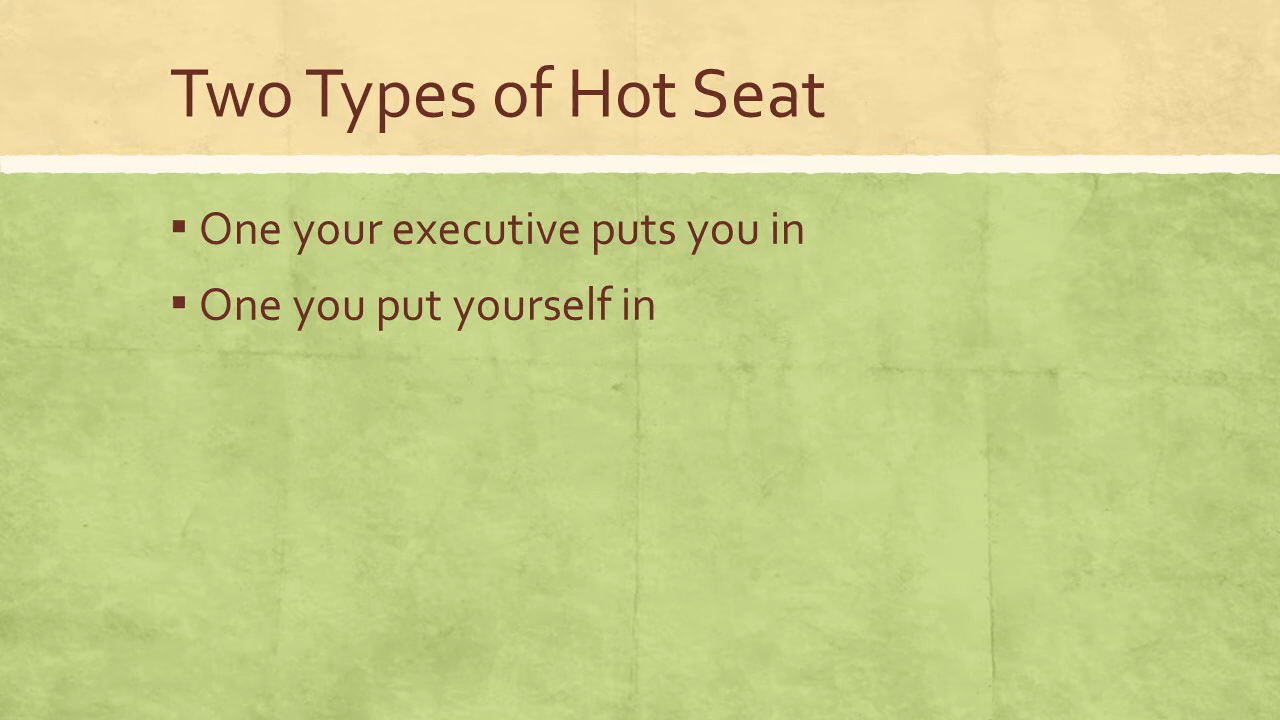 Two Types of Hot Seat
▪ One your executive puts you in
▪ One you put yourself in